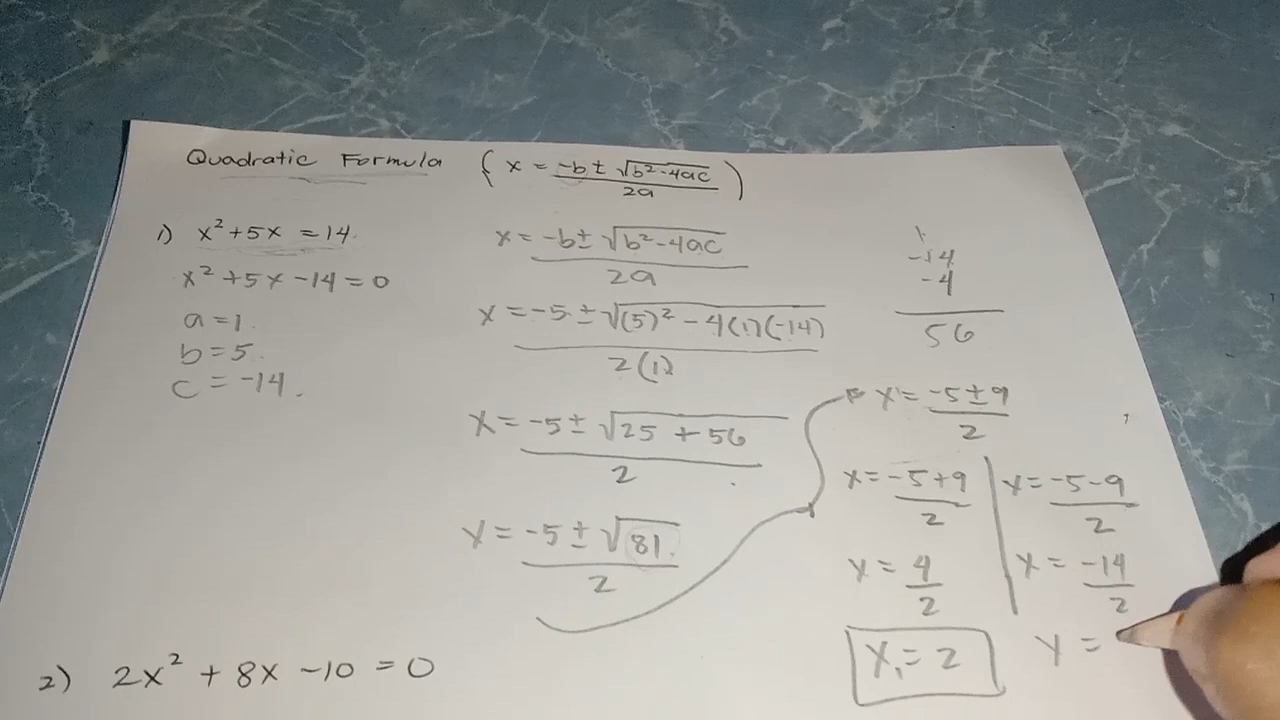 Quadratic Formula (x = -b ± √b²-4ac / 2a)
1) x² + 5x = 14
x² + 5x - 14 = 0
a = 1.
b = 5.
c = -14.
x = -b ± √b²-4ac / 2a
x = -5 ± √(5)² - 4(1)(-14) / 2(1)
x = -5 ± √25 + 56 / 2
x = -5 ± √81 / 2
-14
-4
56
x = -5 ± 9 / 2
x = -5+9 / 2
x = 4 / 2
x₁ = 2
x = -5-9 / 2
x = -14 / 2
x =
2) 2x² + 8x - 10 = 0